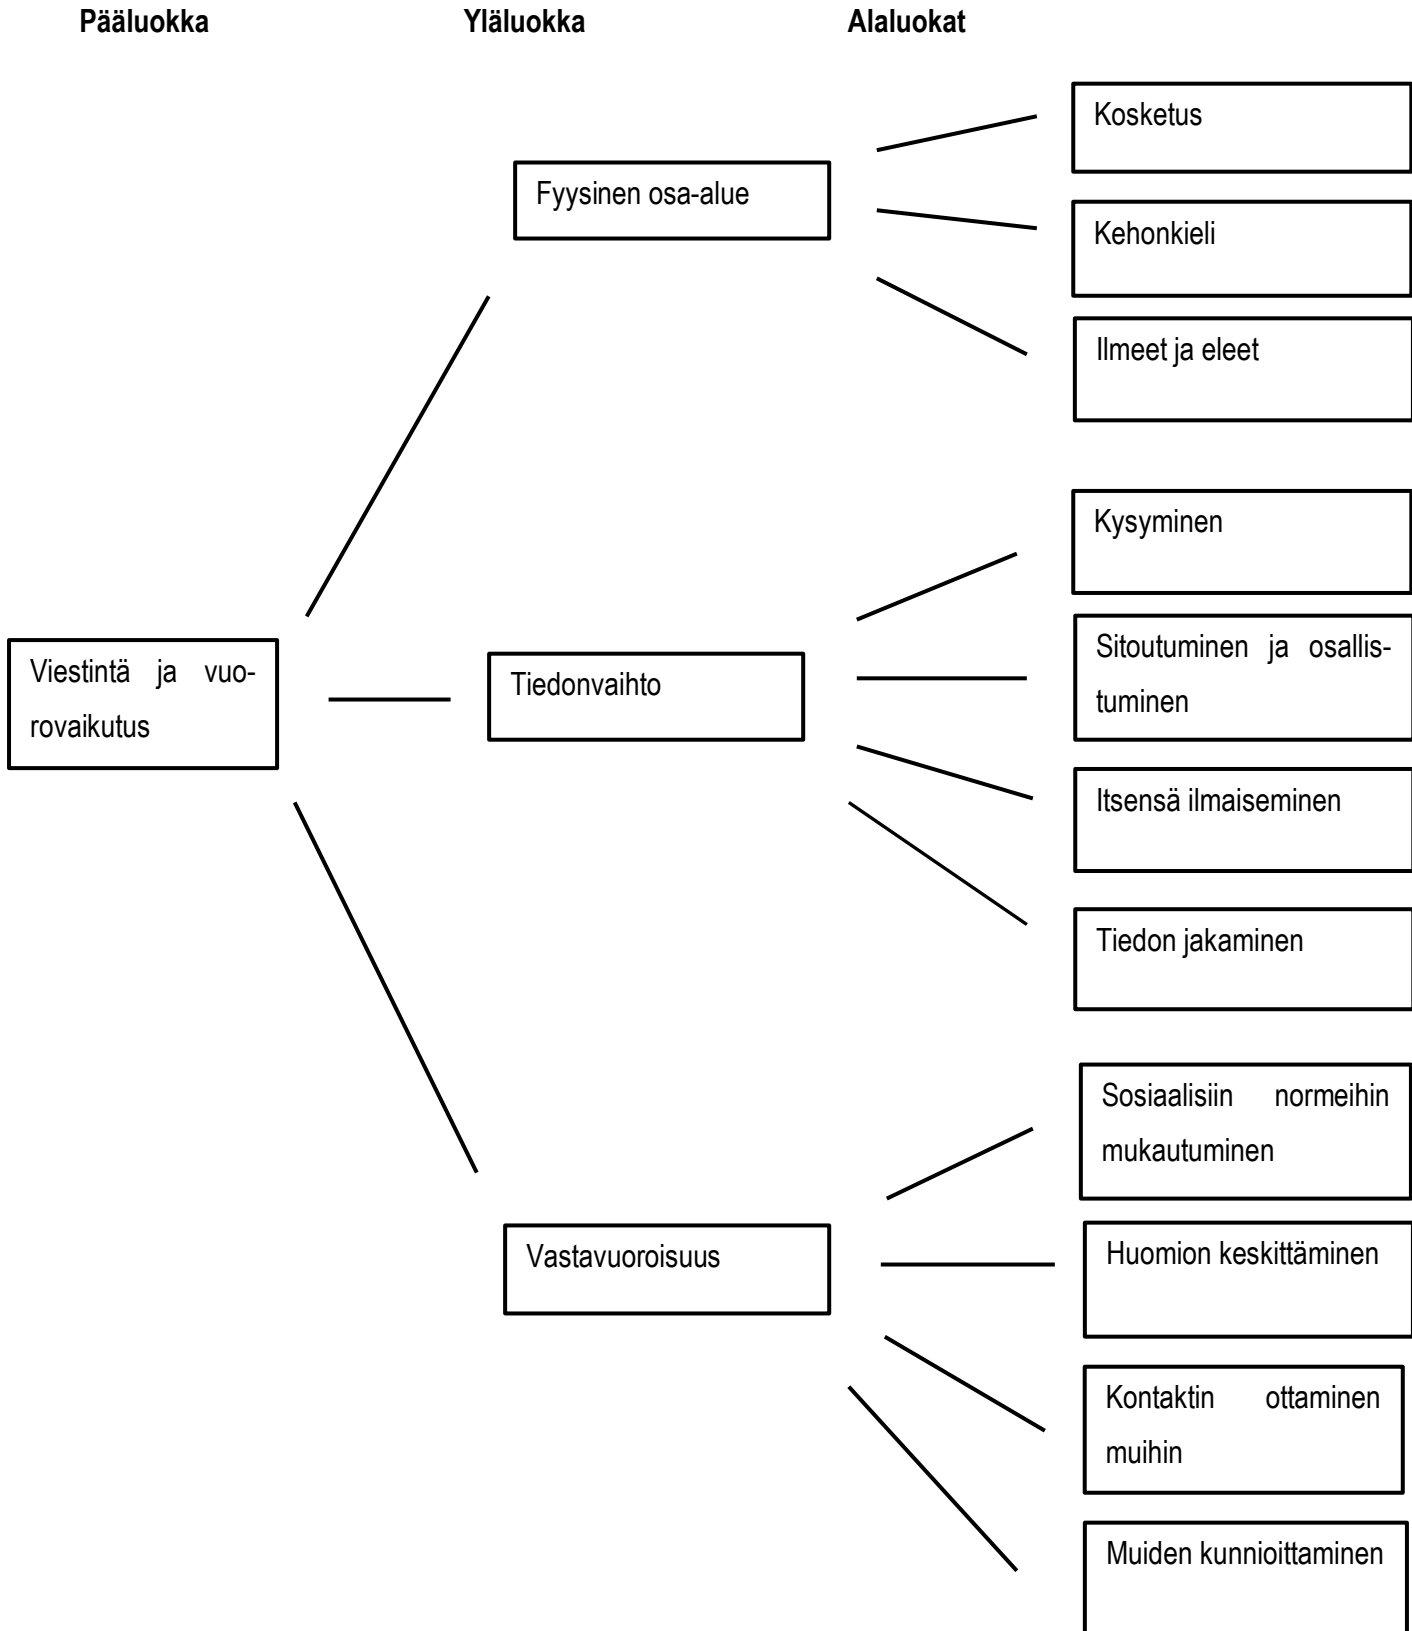 Pääluokka Yläluokka Alaluokat
Kosketus
Fyysinen osa-alue
Kehonkieli
Ilmeet ja eleet
Kysyminen
Viestintä ja vuo-
rovaikutus
Tiedonvaihto
Sitoutuminen ja osallis-
tuminen
Itsensä ilmaiseminen
Tiedon jakaminen
Sosiaalisiin normeihin
mukautuminen
Vastavuoroisuus
Huomion keskittäminen
Kontaktin ottaminen
muihin
Muiden kunnioittaminen